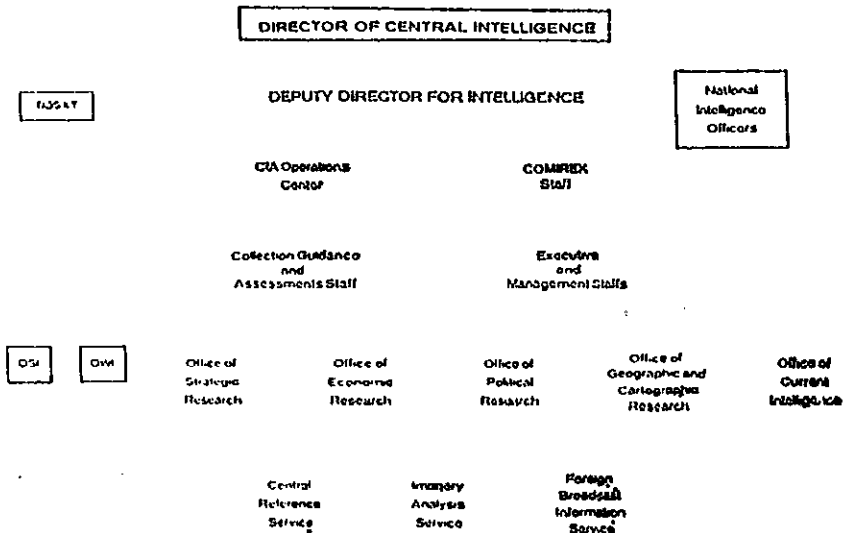 DIRECTOR OF CENTRAL INTELLIGENCE
DEPUTY DIRECTOR FOR INTELLIGENCE
National
Intelligence
Officers
CIA Operations
Center
COMIREX
Staff
Collection Guidance
and
Assessments Staff
Executive
and
Management Staffs
OSI
OWI
Office of
Strategic
Research
Office of
Economic
Research
Office of
Political
Research
Office of
Geographic and
Cartographic
Research
Office of
Current
Intelligence
Central
Reference
Service
Imagery
Analysis
Service
Foreign
Broadcast
Information
Service